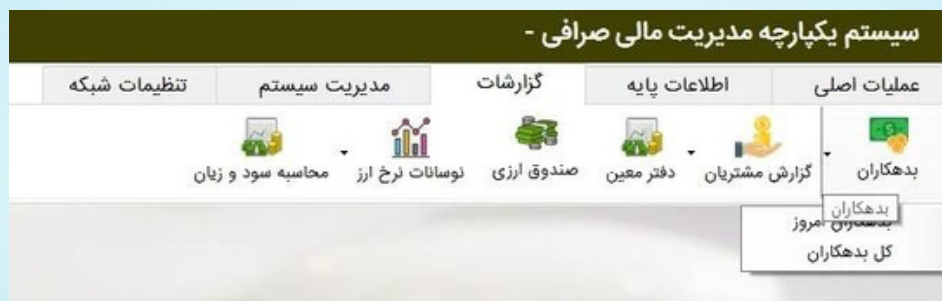 سیستم یکپارچه مدیریت مالی صرافی -
عملیات اصلی اطلاعات پایه گزارشات مدیریت سیستم تنظیمات شبکه
بدهکاران گزارش مشتریان دفتر معین صندوق ارزی نوسانات نرخ ارز محاسبه سود و زیان
بدهکاران
بدهکاران امروز
کل بدهکاران